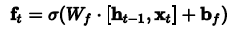 f_t = σ(W_f · [h_{t−1}, x_t] + b_f)